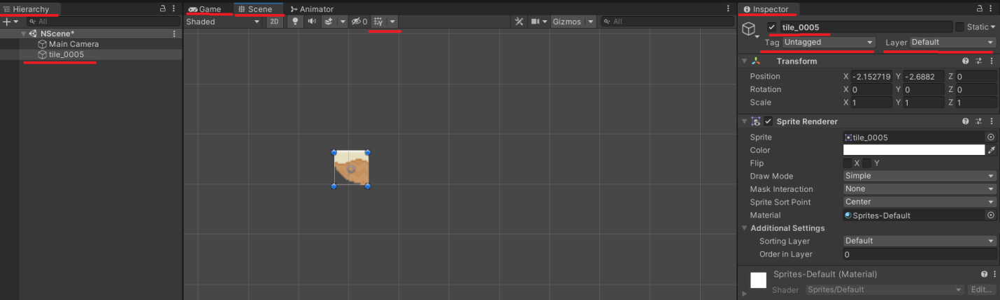 Hierarchy
All
NScene*
Main Camera
tile_0005
Game Scene Animator
Shaded 2D 0 Gizmos All
Inspector
tile_0005 Static
Tag Untagged Layer Default
Transform
Position X -2.152719 Y -2.6882 Z 0
Rotation X 0 Y 0 Z 0
Scale X 1 Y 1 Z 1
Sprite Renderer
Sprite tile_0005
Color
Flip X Y
Draw Mode Simple
Mask Interaction None
Sprite Sort Point Center
Material Sprites-Default
Additional Settings
Sorting Layer Default
Order in Layer 0
Sprites-Default (Material)
Shader Sprites/Default Edit...